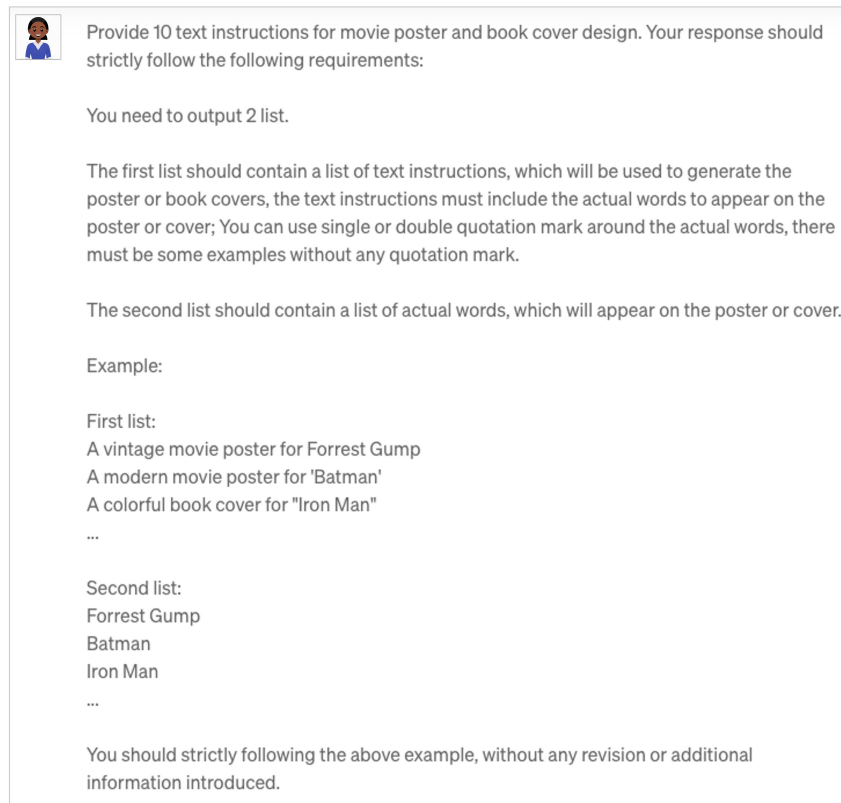 Provide 10 text instructions for movie poster and book cover design. Your response should
strictly follow the following requirements:
You need to output 2 list.
The first list should contain a list of text instructions, which will be used to generate the
poster or book covers, the text instructions must include the actual words to appear on the
poster or cover; You can use single or double quotation mark around the actual words, there
must be some examples without any quotation mark.
The second list should contain a list of actual words, which will appear on the poster or cover.
Example:
First list:
A vintage movie poster for Forrest Gump
A modern movie poster for 'Batman'
A colorful book cover for "Iron Man"
...
Second list:
Forrest Gump
Batman
Iron Man
...
You should strictly following the above example, without any revision or additional
information introduced.